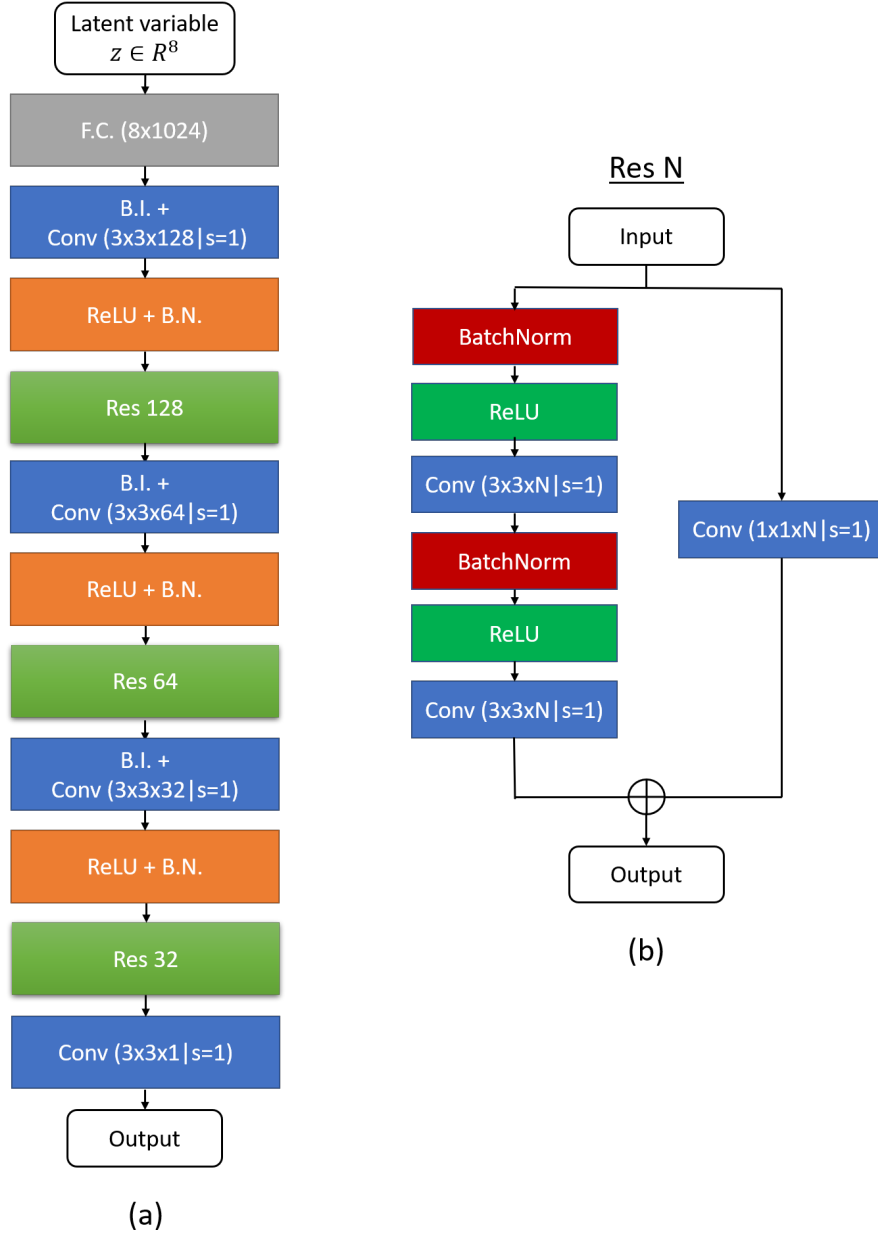 Latent variable
z ∈ R⁸
F.C. (8x1024)
B.I. +
Conv (3x3x128|s=1)
ReLU + B.N.
Res 128
B.I. +
Conv (3x3x64|s=1)
ReLU + B.N.
Res 64
B.I. +
Conv (3x3x32|s=1)
ReLU + B.N.
Res 32
Conv (3x3x1|s=1)
Output
(a)
Res N
Input
BatchNorm
ReLU
Conv (3x3xN|s=1)
BatchNorm
ReLU
Conv (3x3xN|s=1)
Conv (1x1xN|s=1)
Output
(b)